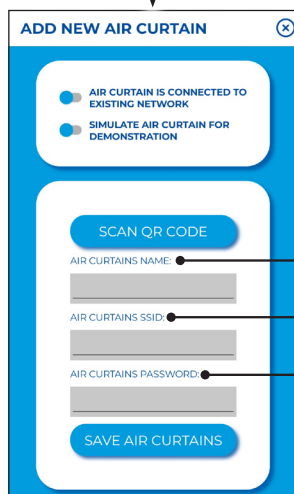 ADD NEW AIR CURTAIN
AIR CURTAIN IS CONNECTED TO
EXISTING NETWORK
SIMULATE AIR CURTAIN FOR
DEMONSTRATION
SCAN QR CODE
AIR CURTAINS NAME:
AIR CURTAINS SSID:
AIR CURTAINS PASSWORD:
SAVE AIR CURTAINS